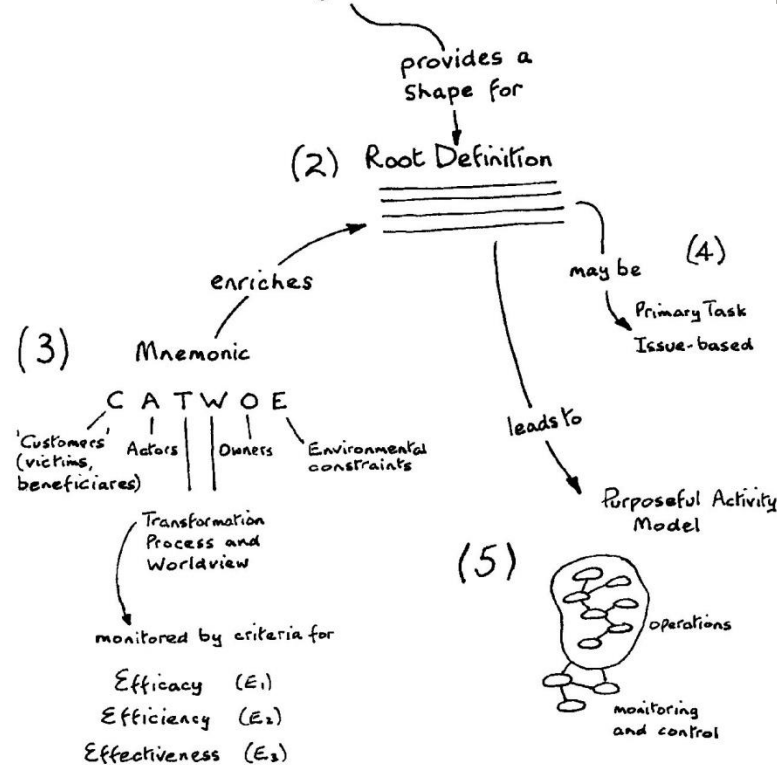 provides a
shape for
(2) Root Definition
enriches
may be
(4)
Primary Task
Issue-based
(3)
Mnemonic
C A T W O E
'Customers'
(victims,
beneficiares)
Actors
Owners
Environmental
constraints
Transformation
Process and
Worldview
monitored by criteria for
Efficacy (E₁)
Efficiency (E₂)
Effectiveness (E₃)
leads to
Purposeful Activity
Model
(5)
operations
monitoring
and control